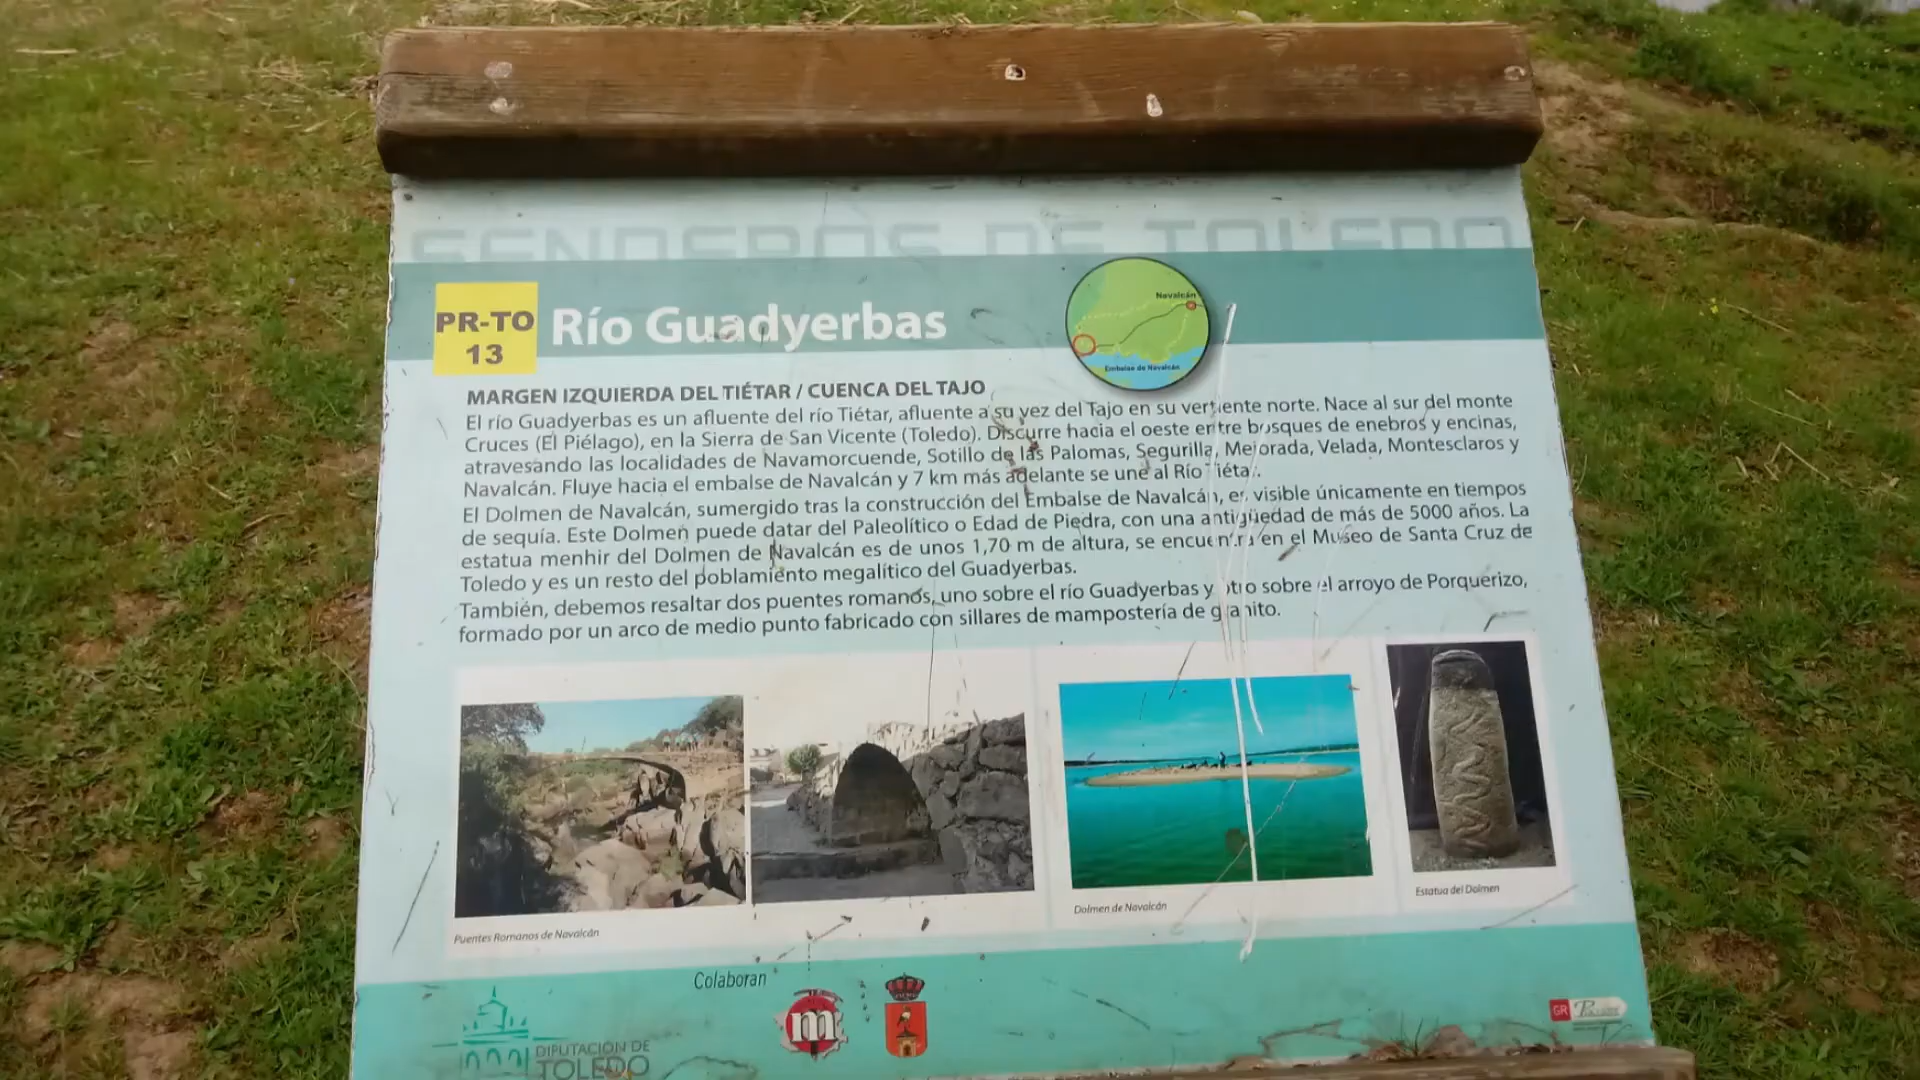 SENDEROS DE TOLEDO
PR-TO
13
Río Guadyerbas
Navalcán
Embalse de Navalcán
MARGEN IZQUIERDA DEL TIÉTAR / CUENCA DEL TAJO
El río Guadyerbas es un afluente del río Tiétar, afluente a su vez del Tajo en su vertiente norte. Nace al sur del monte
Cruces (El Piélago), en la Sierra de San Vicente (Toledo). Discurre hacia el oeste entre bosques de enebros y encinas,
atravesando las localidades de Navamorcuende, Sotillo de las Palomas, Segurilla, Mejorada, Velada, Montesclaros y
Navalcán. Fluye hacia el embalse de Navalcán y 7 km más adelante se une al Río Tiétar.
El Dolmen de Navalcán, sumergido tras la construcción del Embalse de Navalcán, es visible únicamente en tiempos
de sequía. Este Dolmen puede datar del Paleolítico o Edad de Piedra, con una antigüedad de más de 5000 años. La
estatua menhir del Dolmen de Navalcán es de unos 1,70 m de altura, se encuentra en el Museo de Santa Cruz de
Toledo y es un resto del poblamiento megalítico del Guadyerbas.
También, debemos resaltar dos puentes romanos, uno sobre el río Guadyerbas y otro sobre el arroyo de Porquerizo,
formado por un arco de medio punto fabricado con sillares de mampostería de granito.
Puentes Romanos de Navalcán
Dolmen de Navalcán
Estatua del Dolmen
Colaboran
DIPUTACIÓN DE
TOLEDO
m
GR